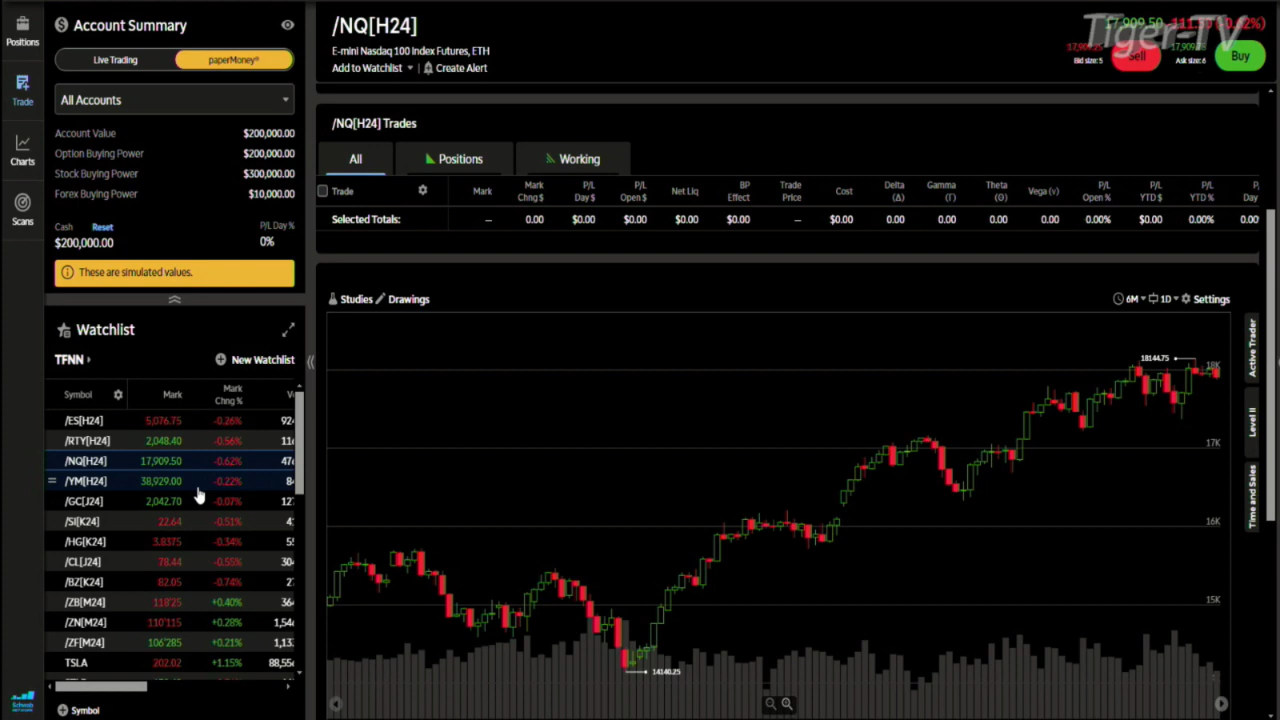 Positions
Trade
Charts
Scans
Account Summary
Live Trading
paperMoney®
All Accounts
Account Value $200,000.00
Option Buying Power $200,000.00
Stock Buying Power $300,000.00
Forex Buying Power $10,000.00
Cash Reset P/L Day %
$200,000.00 0%
These are simulated values.
Watchlist
TFNN New Watchlist
Symbol Mark Mark Chng %
/ES[H24] 5,076.75 -0.26% 924
/RTY[H24] 2,048.40 -0.56%
/NQ[H24] 17,909.50 -0.62%
/YM[H24] 38,929.00 -0.22%
/GC[J24] 2,042.70 -0.07%
/SI[K24] 22.64 -0.51%
/HG[K24] 3.8375 -0.34%
/CL[J24] 78.44 -0.55% 304
/BZ[K24] 82.05 -0.74%
/ZB[M24] 118'25 +0.40%
/ZN[M24] 110'115 +0.28%
/ZF[M24] 106'285 +0.21%
TSLA 202.02 +1.15%
Symbol
Schwab
/NQ[H24]
E-mini Nasdaq 100 Index Futures, ETH
Add to Watchlist Create Alert
Tiger-TV
Bid size: 5
Sell
Ask size: 6
Buy
/NQ[H24] Trades
All
Positions
Working
Trade Mark Mark Chng $ P/L Day $ P/L Open $ Net Liq BP Effect Trade Price Cost Delta (Δ) Gamma (Γ) Theta (Θ) Vega (v) P/L Open % P/L YTD $ P/L YTD %
Selected Totals: -- 0.00 $0.00 $0.00 $0.00 $0.00 -- $0.00 0.00 0.00 0.00 0.00 0.00% $0.00 0.00%
Studies Drawings
6M 1D Settings
18144.75
18K
17K
16K
15K
14140.25
Active Trader
Level II
Time and Sales